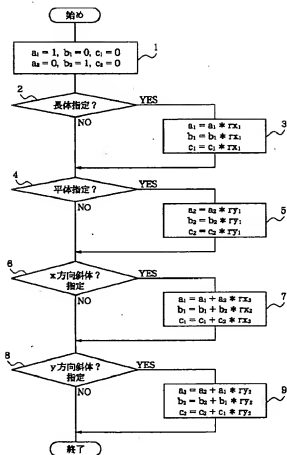 始め
1
a₁ = 1, b₁ = 0, c₁ = 0
a₂ = 0, b₂ = 1, c₂ = 0
2
長体指定?
YES
NO
3
a₁ = a₁ * rx₁
b₁ = b₁ * rx₁
c₁ = c₁ * rx₁
4
平体指定?
YES
NO
5
a₂ = a₂ * ry₁
b₂ = b₂ * ry₁
c₂ = c₂ * ry₁
6
x方向斜体?
指定
YES
NO
7
a₁ = a₁ + a₂ * rx₂
b₁ = b₁ + b₂ * rx₂
c₁ = c₁ + c₂ * rx₂
8
y方向斜体?
指定
YES
NO
9
a₂ = a₂ + a₁ * ry₂
b₂ = b₂ + b₁ * ry₂
c₂ = c₂ + c₁ * ry₂
終了